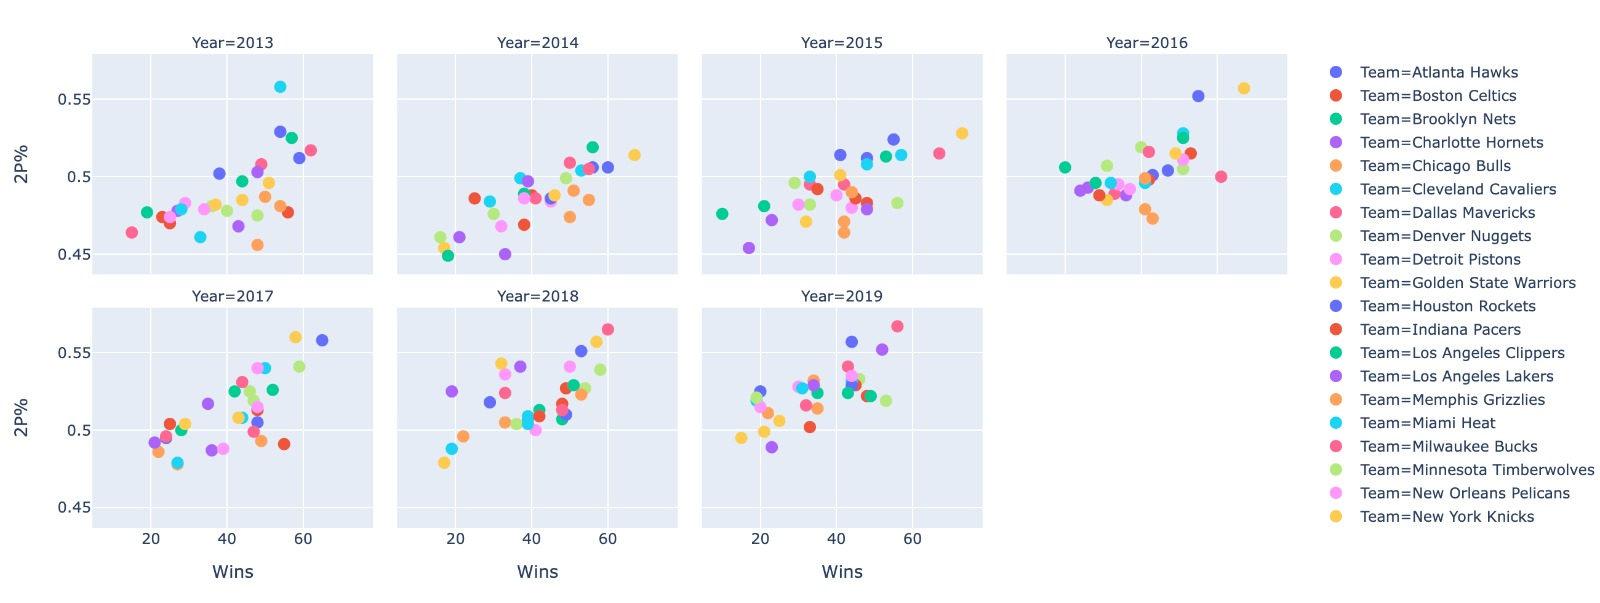 Year=2013
Year=2014
Year=2015
Year=2016
0.55
0.5
0.45
2P%
Year=2017
Year=2018
Year=2019
0.55
0.5
0.45
2P%
20 40 60
20 40 60
20 40 60
Wins
Wins
Wins
Team=Atlanta Hawks
Team=Boston Celtics
Team=Brooklyn Nets
Team=Charlotte Hornets
Team=Chicago Bulls
Team=Cleveland Cavaliers
Team=Dallas Mavericks
Team=Denver Nuggets
Team=Detroit Pistons
Team=Golden State Warriors
Team=Houston Rockets
Team=Indiana Pacers
Team=Los Angeles Clippers
Team=Los Angeles Lakers
Team=Memphis Grizzlies
Team=Miami Heat
Team=Milwaukee Bucks
Team=Minnesota Timberwolves
Team=New Orleans Pelicans
Team=New York Knicks